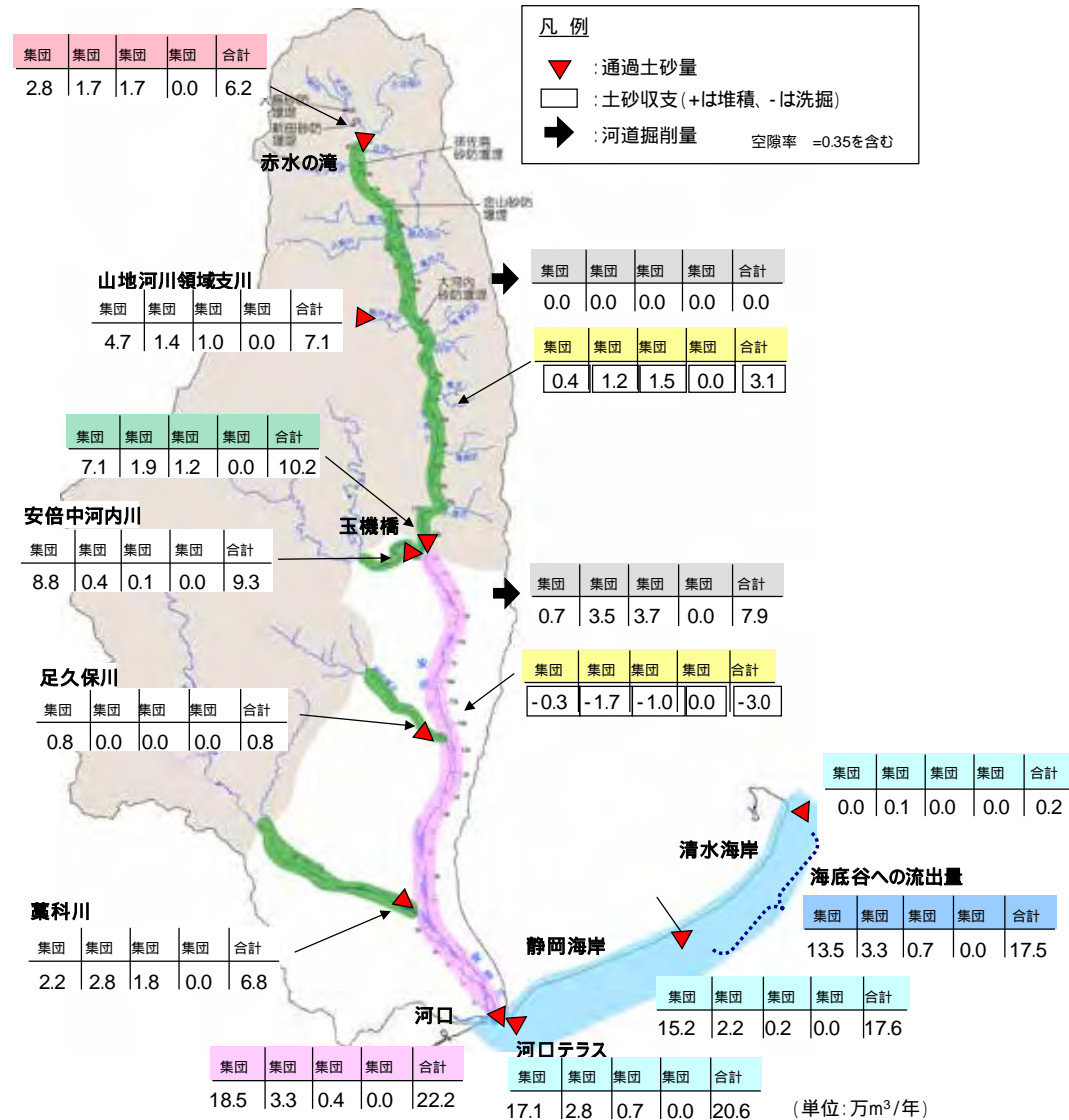 凡 例
:通過土砂量
:土砂収支(+は堆積、-は洗掘)
:河道掘削量 空隙率 =0.35を含む
集団 集団 集団 集団 合計
2.8 1.7 1.7 0.0 6.2
赤水の滝
金山砂防
堰堤
大河内
砂防堰堤
山地河川領域支川
集団 集団 集団 集団 合計
4.7 1.4 1.0 0.0 7.1
集団 集団 集団 集団 合計
0.0 0.0 0.0 0.0 0.0
集団 集団 集団 集団 合計
0.4 1.2 1.5 0.0 3.1
集団 集団 集団 集団 合計
7.1 1.9 1.2 0.0 10.2
玉機橋
安倍中河内川
集団 集団 集団 集団 合計
8.8 0.4 0.1 0.0 9.3
集団 集団 集団 集団 合計
0.7 3.5 3.7 0.0 7.9
集団 集団 集団 集団 合計
-0.3 -1.7 -1.0 0.0 -3.0
足久保川
集団 集団 集団 集団 合計
0.8 0.0 0.0 0.0 0.8
集団 集団 集団 集団 合計
0.0 0.1 0.0 0.0 0.2
清水海岸
海底谷への流出量
集団 集団 集団 集団 合計
13.5 3.3 0.7 0.0 17.5
藁科川
集団 集団 集団 集団 合計
2.2 2.8 1.8 0.0 6.8
静岡海岸
集団 集団 集団 集団 合計
15.2 2.2 0.2 0.0 17.6
河口
集団 集団 集団 集団 合計
18.5 3.3 0.4 0.0 22.2
河口テラス
集団 集団 集団 集団 合計
17.1 2.8 0.7 0.0 20.6
(単位:万m³/年)